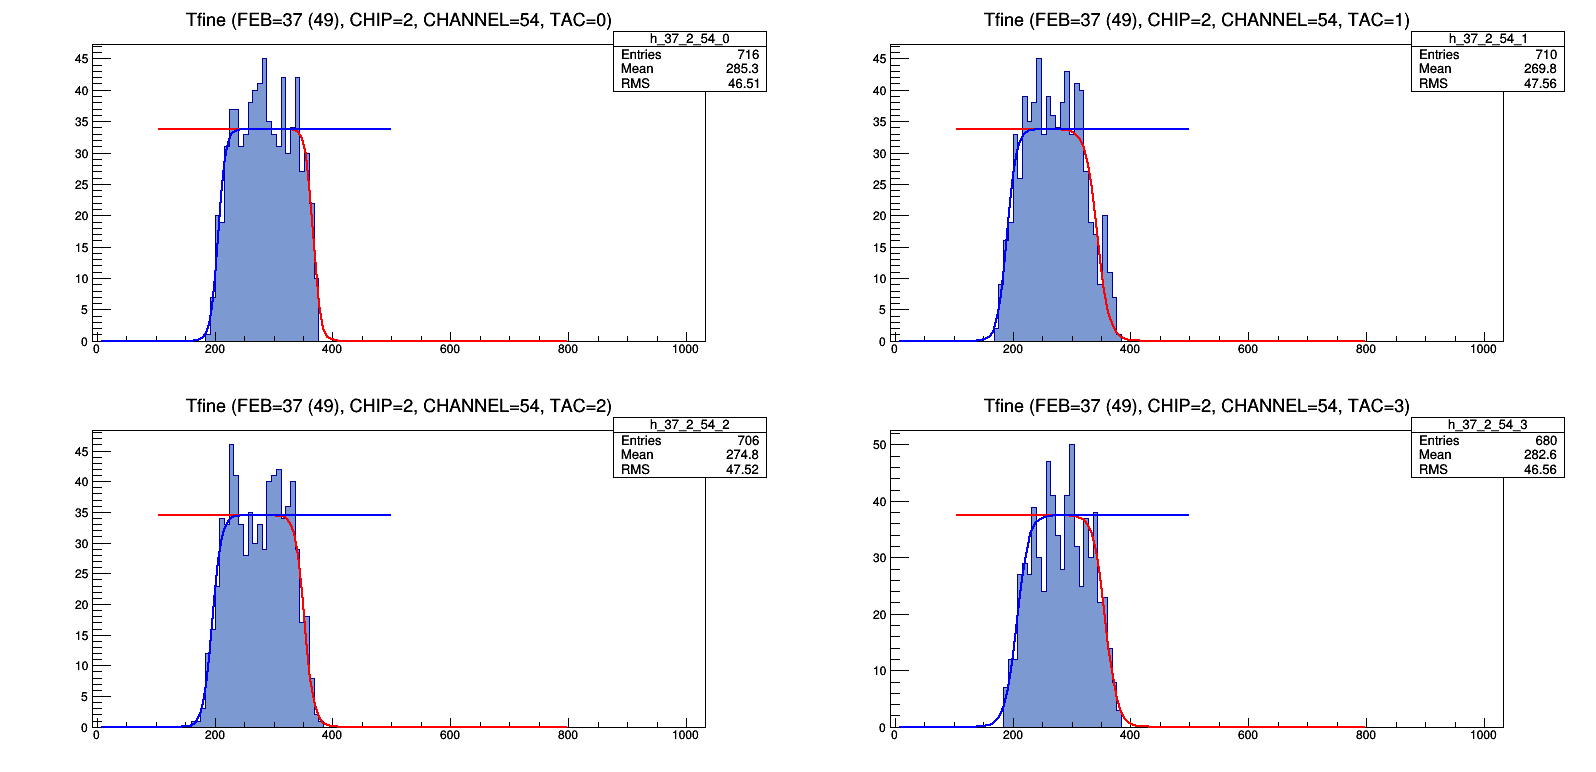 Tfine (FEB=37 (49), CHIP=2, CHANNEL=54, TAC=0)
h_37_2_54_0
Entries 716
Mean 285.3
RMS 46.51
45
40
35
30
25
20
15
10
5
0
0 200 400 600 800 1000
Tfine (FEB=37 (49), CHIP=2, CHANNEL=54, TAC=1)
h_37_2_54_1
Entries 710
Mean 269.8
RMS 47.56
45
40
35
30
25
20
15
10
5
0
0 200 400 600 800 1000
Tfine (FEB=37 (49), CHIP=2, CHANNEL=54, TAC=2)
h_37_2_54_2
Entries 706
Mean 274.8
RMS 47.52
45
40
35
30
25
20
15
10
5
0
0 200 400 600 800 1000
Tfine (FEB=37 (49), CHIP=2, CHANNEL=54, TAC=3)
h_37_2_54_3
Entries 680
Mean 282.6
RMS 46.56
50
40
30
20
10
0
0 200 400 600 800 1000